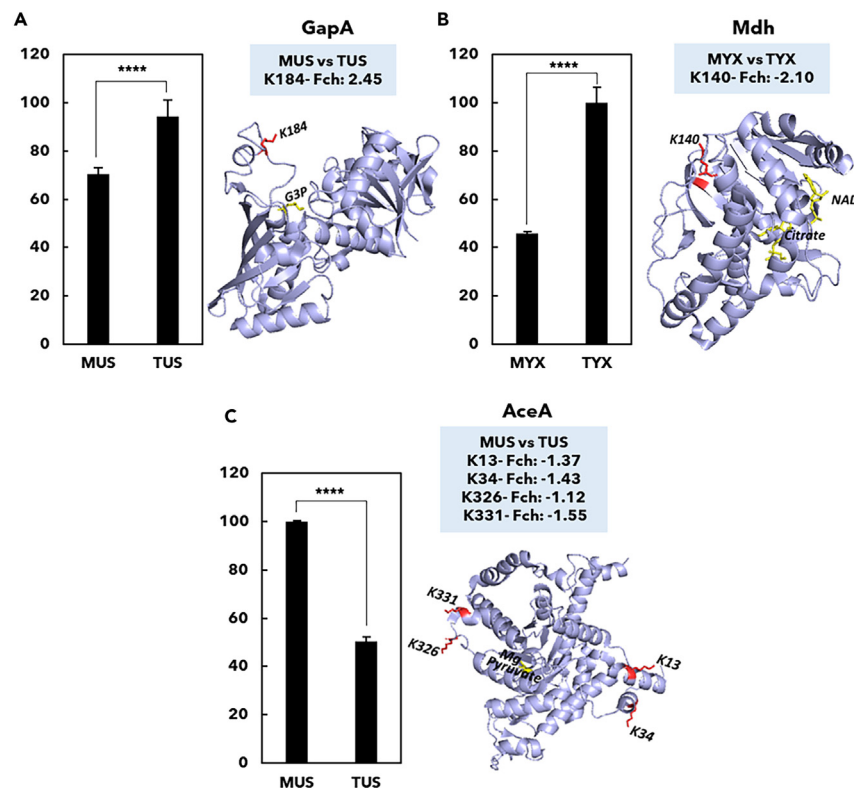 A
GapA
MUS vs TUS
K184- Fch: 2.45
120
100
80
60
40
20
0
****
MUS TUS
K184
G3P
B
Mdh
MYX vs TYX
K140- Fch: -2.10
120
100
80
60
40
20
0
****
MYX TYX
K140
NAD
Citrate
C
AceA
MUS vs TUS
K13- Fch: -1.37
K34- Fch: -1.43
K326- Fch: -1.12
K331- Fch: -1.55
120
100
80
60
40
20
0
****
MUS TUS
K331
K326
Mg
Pyruvate
K13
K34